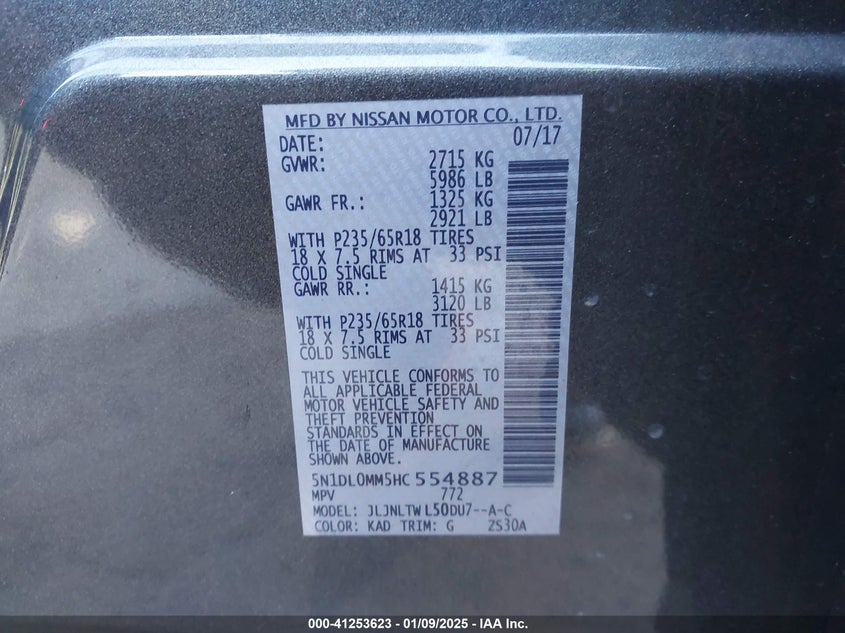 MFD BY NISSAN MOTOR CO., LTD.
DATE: 07/17
GVWR: 2715 KG
5986 LB
GAWR FR.: 1325 KG
2921 LB
WITH P235/65R18 TIRES
18 X 7.5 RIMS AT 33 PSI
COLD SINGLE
GAWR RR.: 1415 KG
3120 LB
WITH P235/65R18 TIRES
18 X 7.5 RIMS AT 33 PSI
COLD SINGLE
THIS VEHICLE CONFORMS TO
ALL APPLICABLE FEDERAL
MOTOR VEHICLE SAFETY AND
THEFT PREVENTION
STANDARDS IN EFFECT ON
THE DATE OF MANUFACTURE
SHOWN ABOVE.
5N1DL0MM5HC 554887
MPV 772
MODEL: JLJNLTW L50DU7--A-C
COLOR: KAD TRIM: G 2S30A
000-41253623 - 01/09/2025 - IAA Inc.